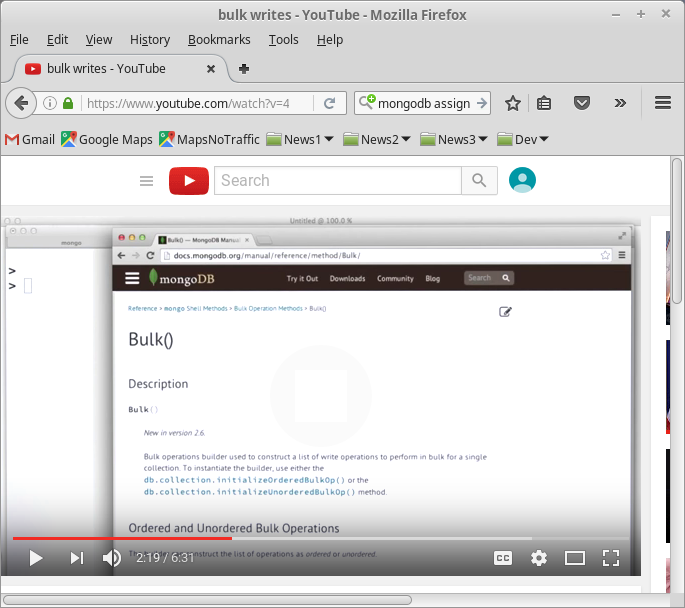 bulk writes - YouTube - Mozilla Firefox
File Edit View History Bookmarks Tools Help
bulk writes - YouTube
https://www.youtube.com/watch?v=4
mongodb assign
Gmail Google Maps MapsNoTraffic News1 News2 News3 Dev
Search
Untitled @ 100,0 %
mongo
Bulk() — MongoDB Manual
docs.mongodb.org/manual/reference/method/Bulk/
mongoDB
Try it Out Downloads Community Blog
Search
>
>
Reference > mongo Shell Methods > Bulk Operation Methods > Bulk()
Bulk()
Description
Bulk()
New in version 2.6.
Bulk operations builder used to construct a list of write operations to perform in bulk for a single
collection. To instantiate the builder, use either the
db.collection.initializeOrderedBulkOp() or the
db.collection.initializeUnorderedBulkOp() method.
Ordered and Unordered Bulk Operations
construct the list of operations as ordered or unordered.
2:19 / 6:31
CC